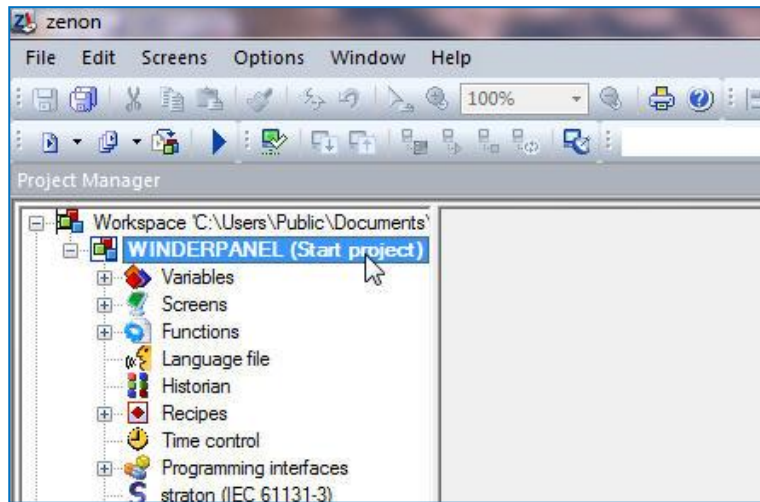 zenon
File Edit Screens Options Window Help
100%
Project Manager
Workspace 'C:\Users\Public\Documents\
WINDERPANEL (Start project)
Variables
Screens
Functions
Language file
Historian
Recipes
Time control
Programming interfaces
straton (IEC 61131-3)